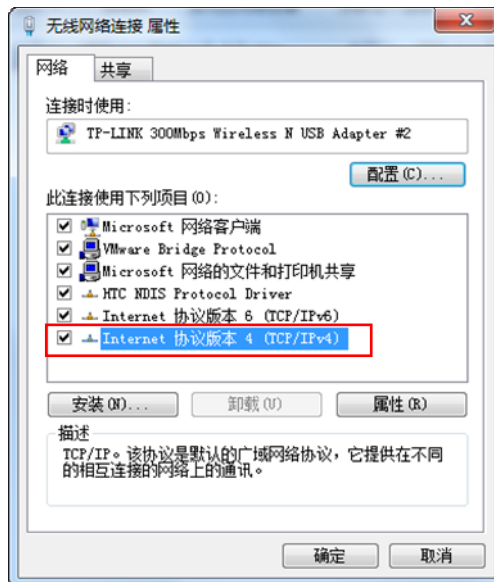 无线网络连接 属性
网络 共享
连接时使用:
TP-LINK 300Mbps Wireless N USB Adapter #2
配置(C)...
此连接使用下列项目(O):
Microsoft 网络客户端
VMware Bridge Protocol
Microsoft 网络的文件和打印机共享
HTC NDIS Protocol Driver
Internet 协议版本 6 (TCP/IPv6)
Internet 协议版本 4 (TCP/IPv4)
安装(N)... 卸载(U) 属性(R)
描述
TCP/IP。该协议是默认的广域网络协议，它提供在不同
的相互连接的网络上的通讯。
确定 取消